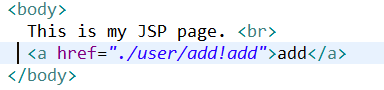 <body>
This is my JSP page. <br>
<a href="./user/add!add">add</a>
</body>